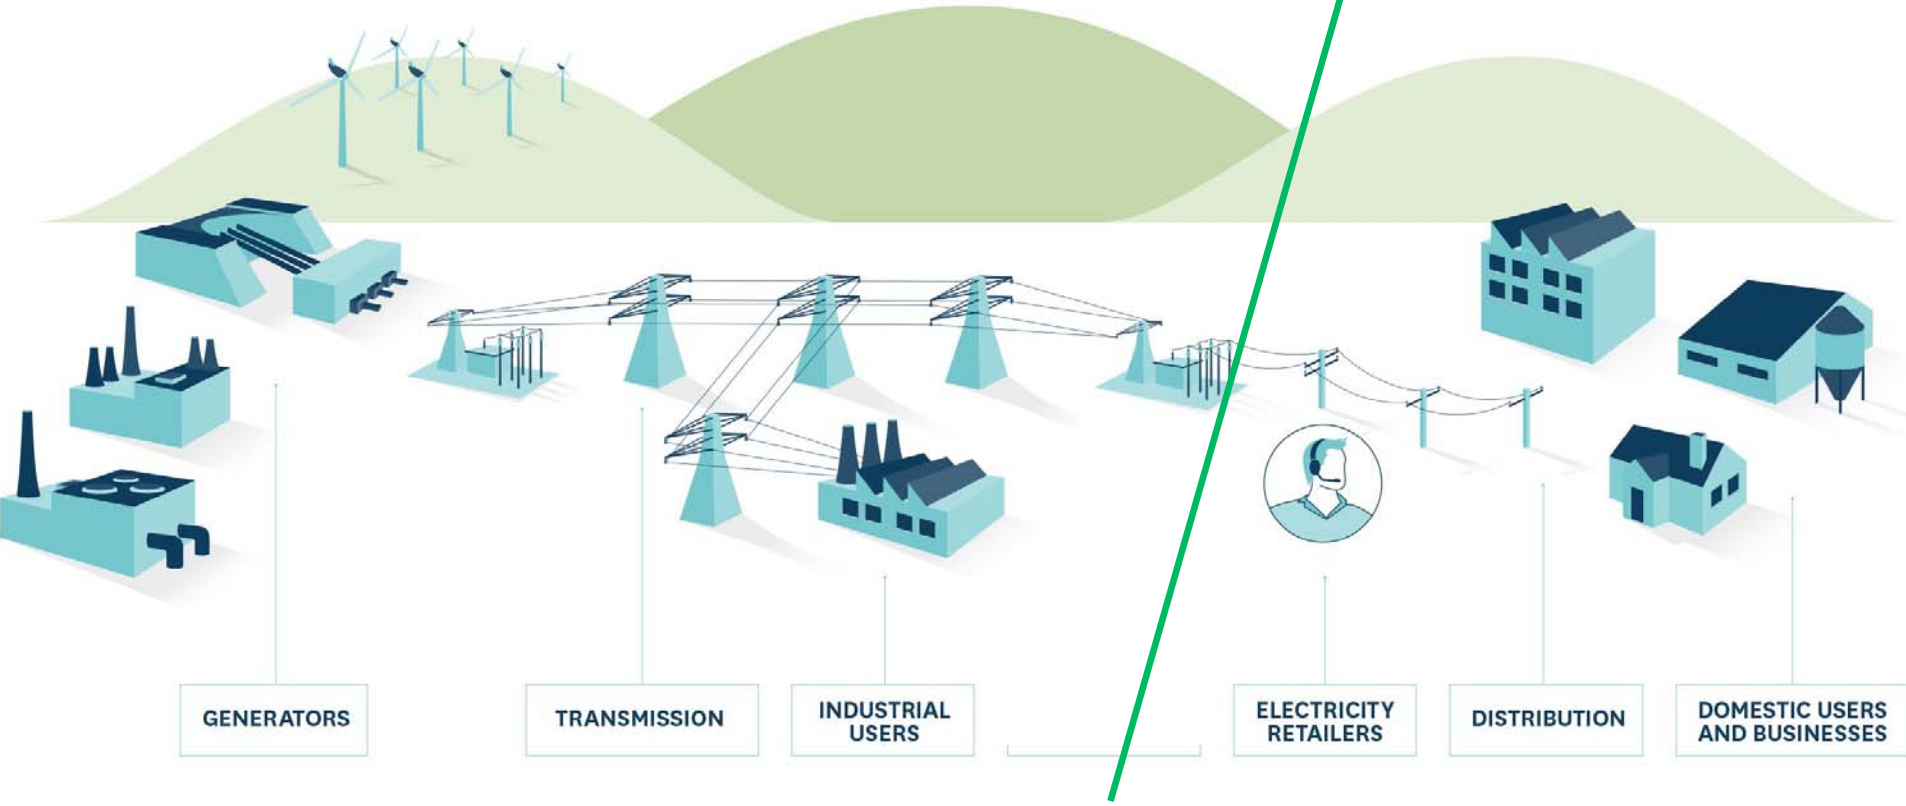 GENERATORS
TRANSMISSION
INDUSTRIAL
USERS
ELECTRICITY
RETAILERS
DISTRIBUTION
DOMESTIC USERS
AND BUSINESSES